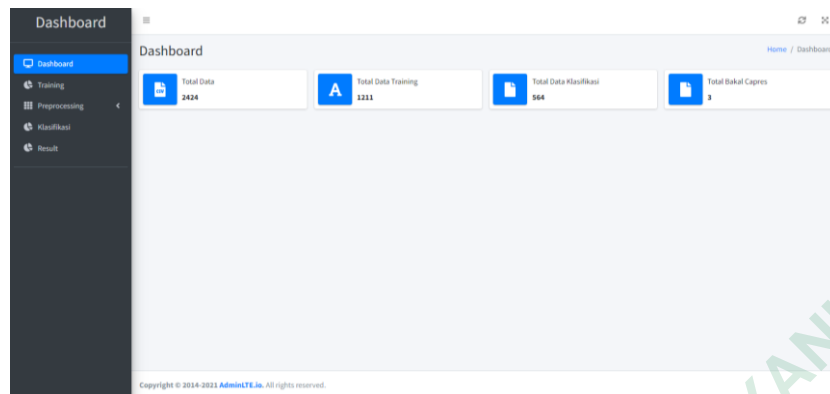 Dashboard
Dashboard
Training
Preprocessing
Klasifikasi
Result
Dashboard
Home / Dashboard
Total Data
2424
Total Data Training
1211
Total Data Klasifikasi
564
Total Bakal Capres
3
Copyright © 2014-2021 AdminLTE.io. All rights reserved.